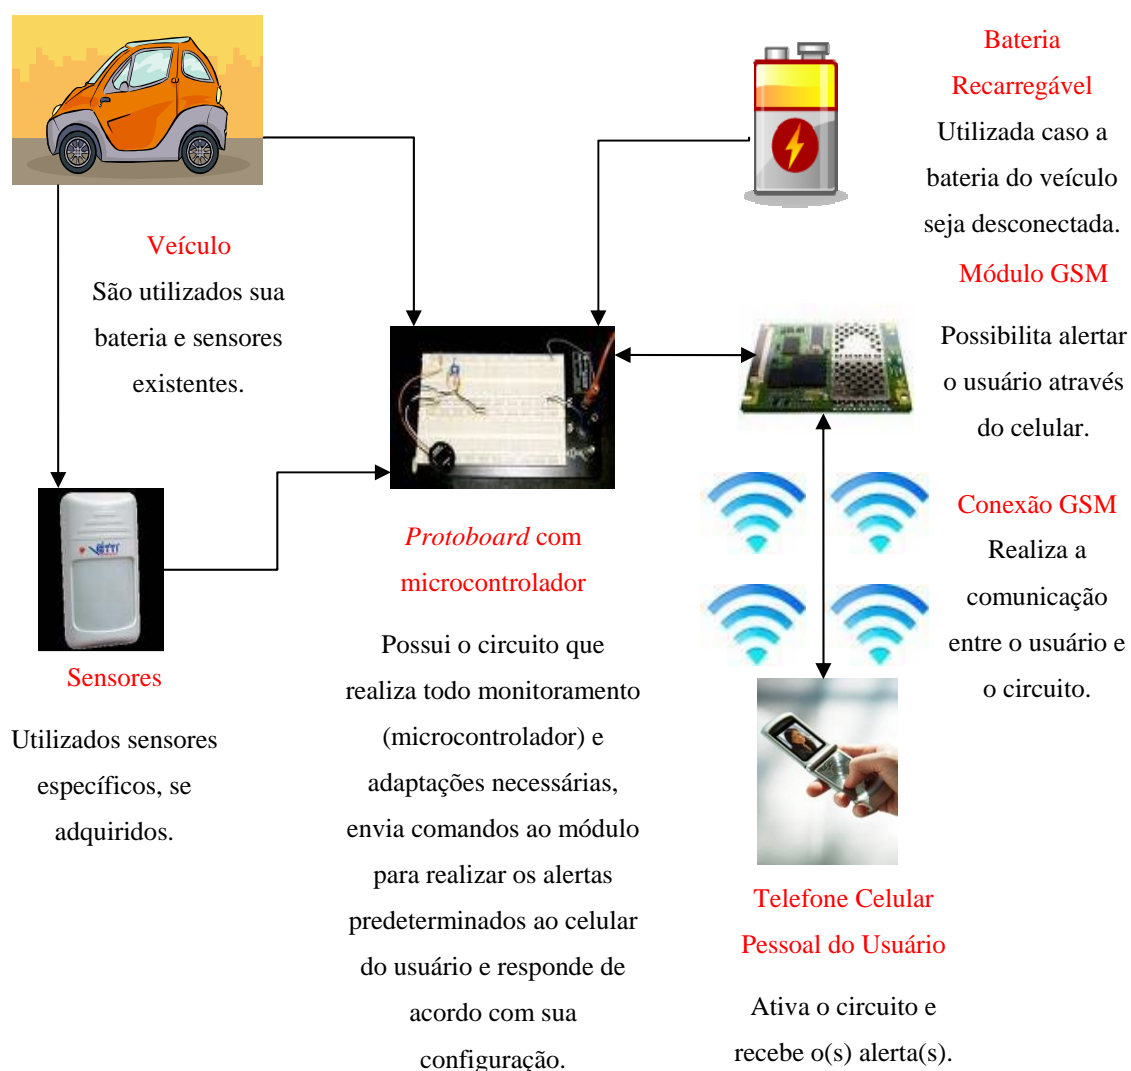 Bateria
Recarregável
Utilizada caso a
bateria do veículo
seja desconectada.
Veículo
São utilizados sua
bateria e sensores
existentes.
Módulo GSM
Possibilita alertar
o usuário através
do celular.
Conexão GSM
Realiza a
comunicação
entre o usuário e
o circuito.
Sensores
Utilizados sensores
específicos, se
adquiridos.
Protoboard com
microcontrolador
Possui o circuito que
realiza todo monitoramento
(microcontrolador) e
adaptações necessárias,
envia comandos ao módulo
para realizar os alertas
predeterminados ao celular
do usuário e responde de
acordo com sua
configuração.
Telefone Celular
Pessoal do Usuário
Ativa o circuito e
recebe o(s) alerta(s).